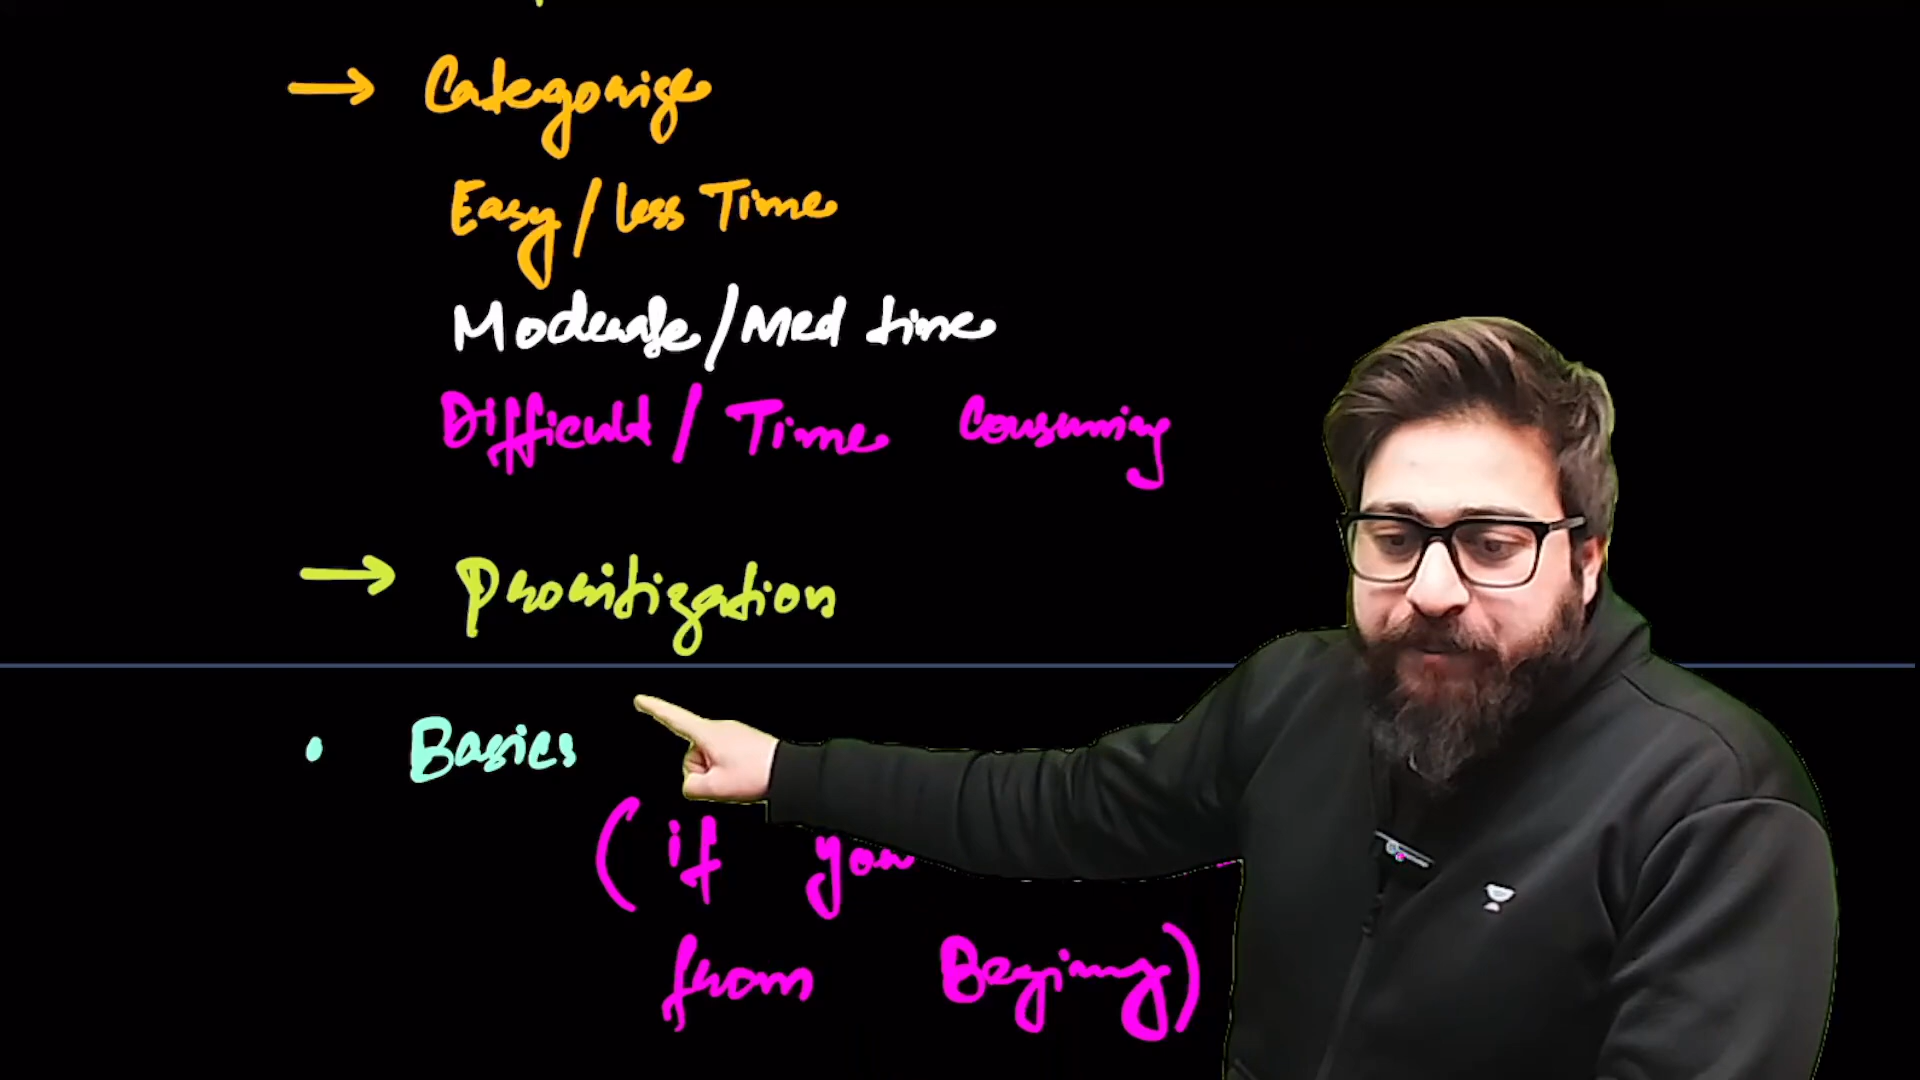 → Categorize
Easy / Less Time
Moderate / Med time
Difficult / Time Consuming
→ Prioritization
• Basics
( if you
from Begining)